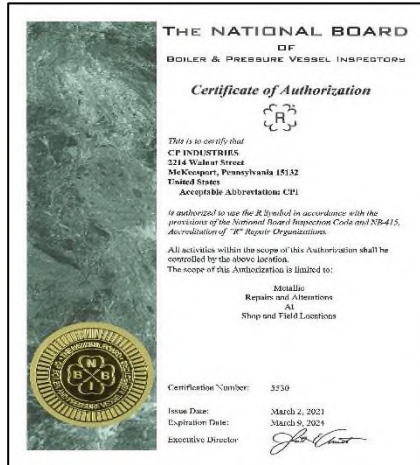 THE NATIONAL BOARD
OF
BOILER & PRESSURE VESSEL INSPECTORS
Certificate of Authorization
R
This is to certify that
CP INDUSTRIES
2214 Walnut Street
McKeesport, Pennsylvania 15132
United States
Acceptable Abbreviation: CPI
is authorized to use the R Symbol in accordance with the
provisions of the National Board Inspection Code and NB-415,
Accreditation of "R" Repair Organizations.
All activities within the scope of this Authorization shall be
controlled by the above location.
The scope of this Authorization is limited to:
Metallic
Repairs and Alterations
At
Shop and Field Locations
N
B B
I
Certification Number: 5530
Issue Date: March 2, 2021
Expiration Date: March 9, 2024
Executive Director